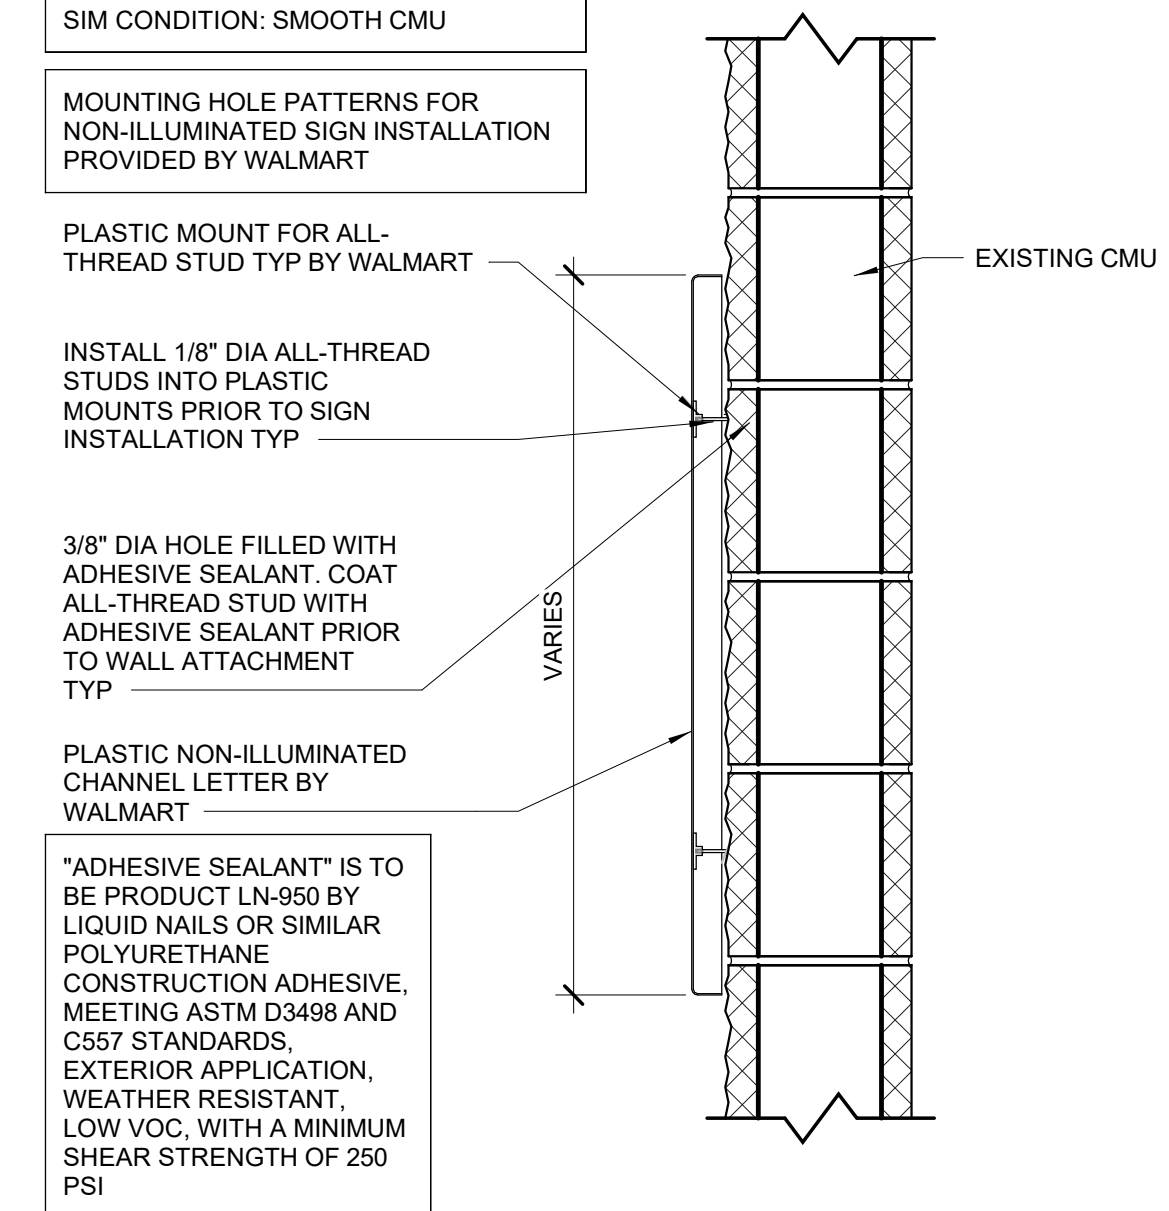 SIM CONDITION: SMOOTH CMU
MOUNTING HOLE PATTERNS FOR
NON-ILLUMINATED SIGN INSTALLATION
PROVIDED BY WALMART
PLASTIC MOUNT FOR ALL-
THREAD STUD TYP BY WALMART
EXISTING CMU
INSTALL 1/8" DIA ALL-THREAD
STUDS INTO PLASTIC
MOUNTS PRIOR TO SIGN
INSTALLATION TYP
3/8" DIA HOLE FILLED WITH
ADHESIVE SEALANT. COAT
ALL-THREAD STUD WITH
ADHESIVE SEALANT PRIOR
TO WALL ATTACHMENT
TYP
VARIES
PLASTIC NON-ILLUMINATED
CHANNEL LETTER BY
WALMART
"ADHESIVE SEALANT" IS TO
BE PRODUCT LN-950 BY
LIQUID NAILS OR SIMILAR
POLYURETHANE
CONSTRUCTION ADHESIVE,
MEETING ASTM D3498 AND
C557 STANDARDS,
EXTERIOR APPLICATION,
WEATHER RESISTANT,
LOW VOC, WITH A MINIMUM
SHEAR STRENGTH OF 250
PSI